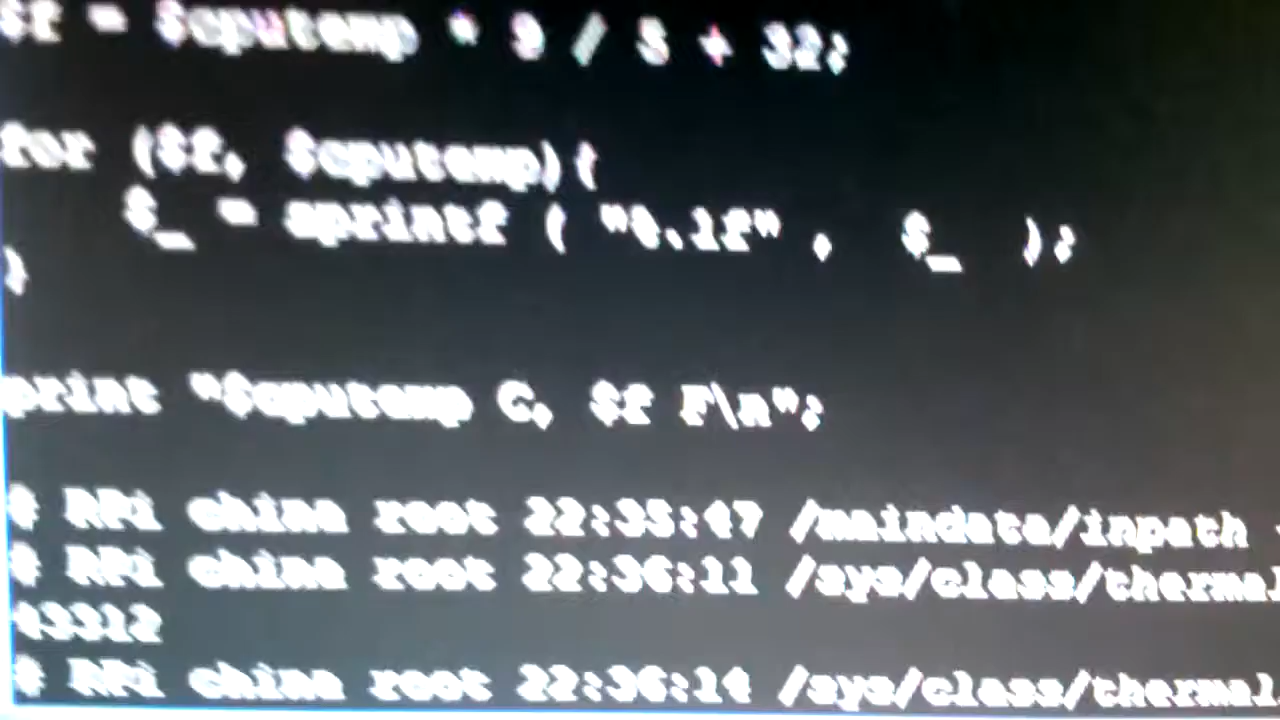 $f = $cputemp * 9 / 5 + 32;
for ($f, $cputemp){
$_ = sprintf ( "%.1f" , $_ );
}
print "$cputemp C, $f F\n";
# RPi china root 22:35:47 /maindata/inpath
# RPi china root 22:36:11 /sys/class/thermal
43312
# RPi china root 22:36:14 /sys/class/thermal